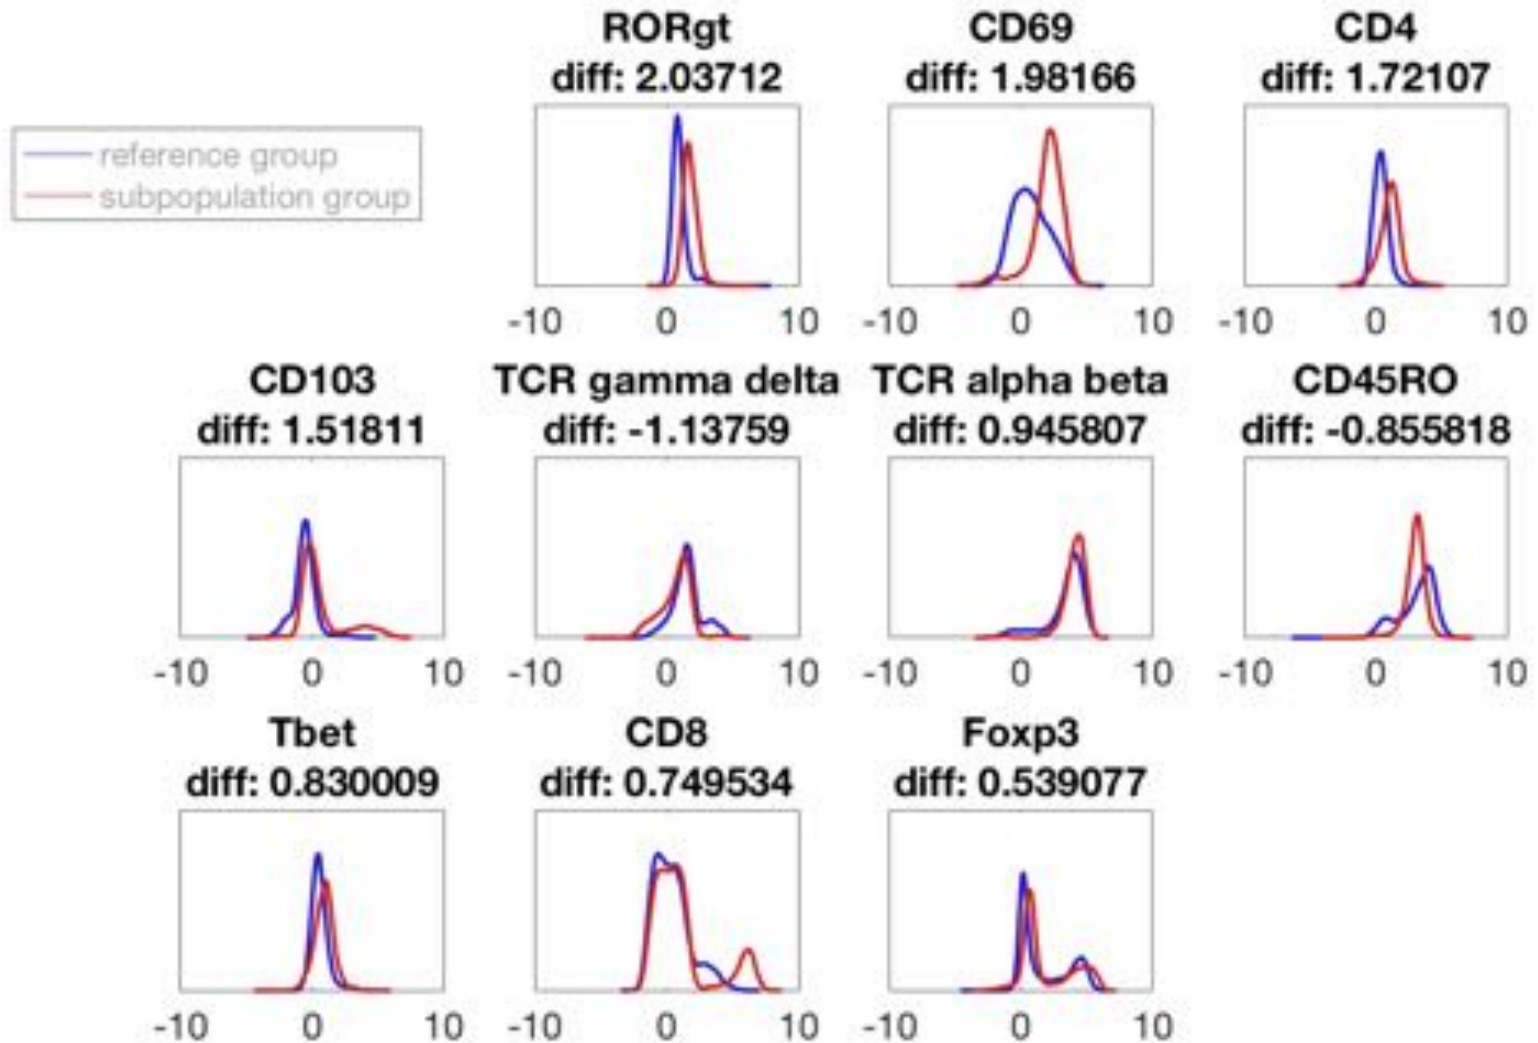 RORgt
diff: 2.03712
CD69
diff: 1.98166
CD4
diff: 1.72107
reference group
subpopulation group
-10 0 10
-10 0 10
-10 0 10
CD103
diff: 1.51811
TCR gamma delta
diff: -1.13759
TCR alpha beta
diff: 0.945807
CD45RO
diff: -0.855818
-10 0 10
-10 0 10
-10 0 10
-10 0 10
Tbet
diff: 0.830009
CD8
diff: 0.749534
Foxp3
diff: 0.539077
-10 0 10
-10 0 10
-10 0 10